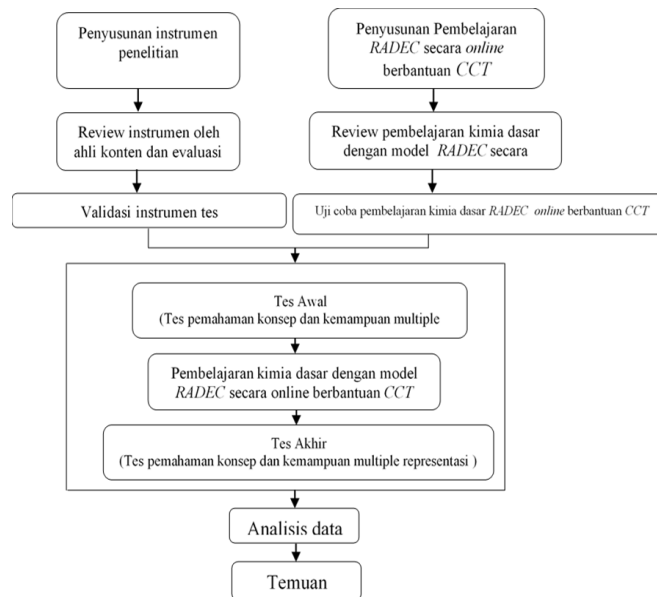 Penyusunan instrumen
penelitian
Penyusunan Pembelajaran
RADEC secara online
berbantuan CCT
Review instrumen oleh
ahli konten dan evaluasi
Review pembelajaran kimia dasar
dengan model RADEC secara
Validasi instrumen tes
Uji coba pembelajaran kimia dasar RADEC online berbantuan CCT
Tes Awal
(Tes pemahaman konsep dan kemampuan multiple
Pembelajaran kimia dasar dengan model
RADEC secara online berbantuan CCT
Tes Akhir
(Tes pemahaman konsep dan kemampuan multiple representasi )
Analisis data
Temuan